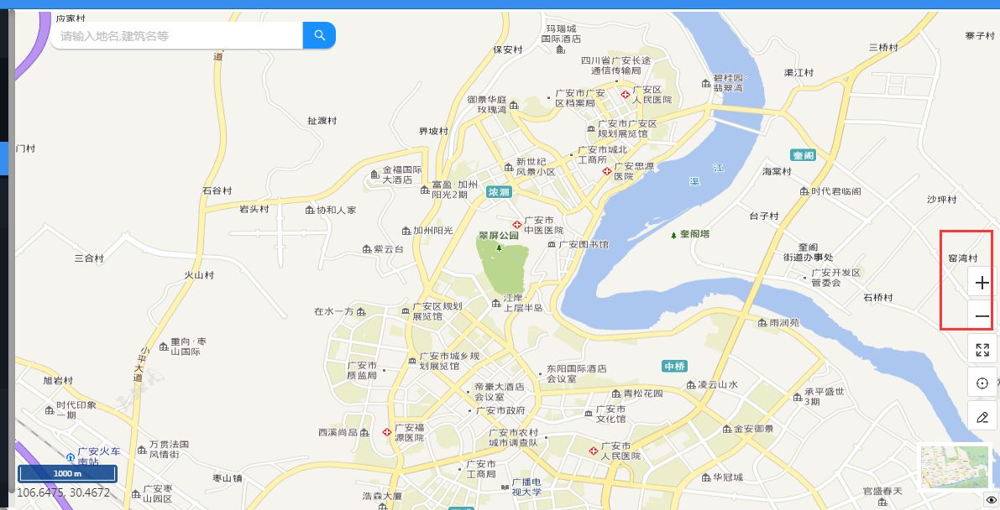 应家村
请输入地名,建筑名等
道
玛瑙城
国际酒店
保安村
寨子村
三桥村
四川省广安长途
通信传输局
渠江村
碧桂园·
翡翠湾
广安区
人民医院
广安市广安
区档案局
御景华庭
玫瑰湾
扯渡村
界坡村
广安市广安区
规划展览馆
门村
广安市城北
工商所
奎阁
新世纪
风景小区
广安思源
医院
金福国际
大酒店
渠江
海棠村
富盈·加州
阳光2期
浓洄
石谷村
时代君临阁
沙坪村
岩头村
协和人家
台子村
广安市
中医医院
加州阳光
翠屏公园
奎阁塔
广安图书馆
紫云台
奎阁
街道办事处
三合村
窑湾村
火山村
广安开发区
管委会
石桥村
江岸·
上层半岛
在水一方
广安区规划
展览馆
雨润苑
重向·枣
山国际
小平大道
广安市城乡规
划展览馆
广安市
质监局
东阳国际酒店
会议室
中桥
旭岩村
帝豪大酒店
会议室
凌云山水
青松花园
承平盛世
3期
时代印象
一期
广安市政府
广安市
文化馆
西溪尚品
广安福
源医院
广安市农村
城市调查队
金安御景
万贯法国
风情街
广安火车
南站
广安市
人民医院
广安市
工商局
1000 m
枣山镇
广播电
视大学
华冠城
106.6475, 30.4672
广安枣
山园区
浩森大厦
官盛春天